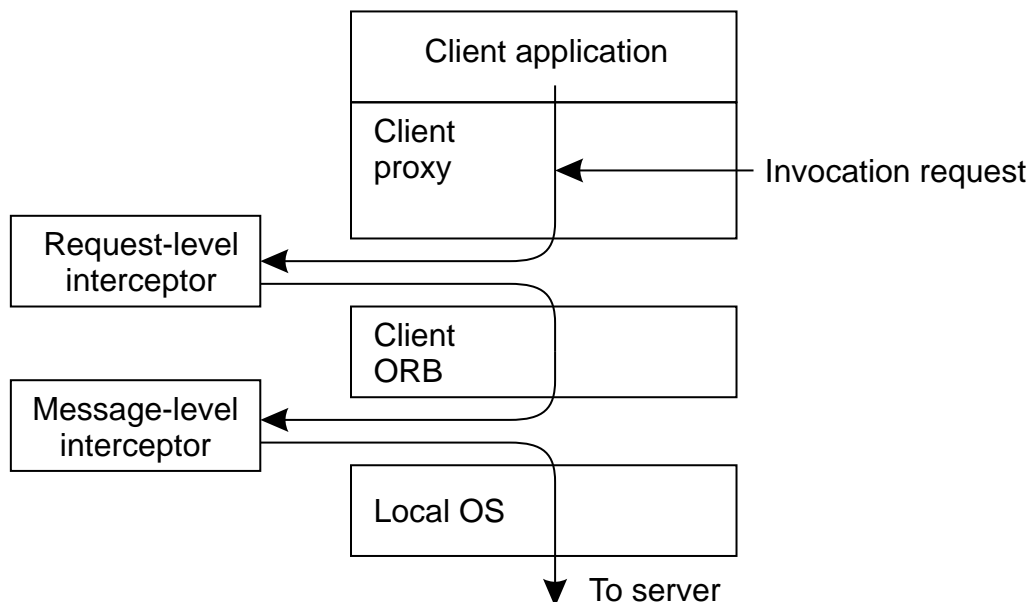 Client application
Client
proxy
Invocation request
Request-level
interceptor
Client
ORB
Message-level
interceptor
Local OS
To server